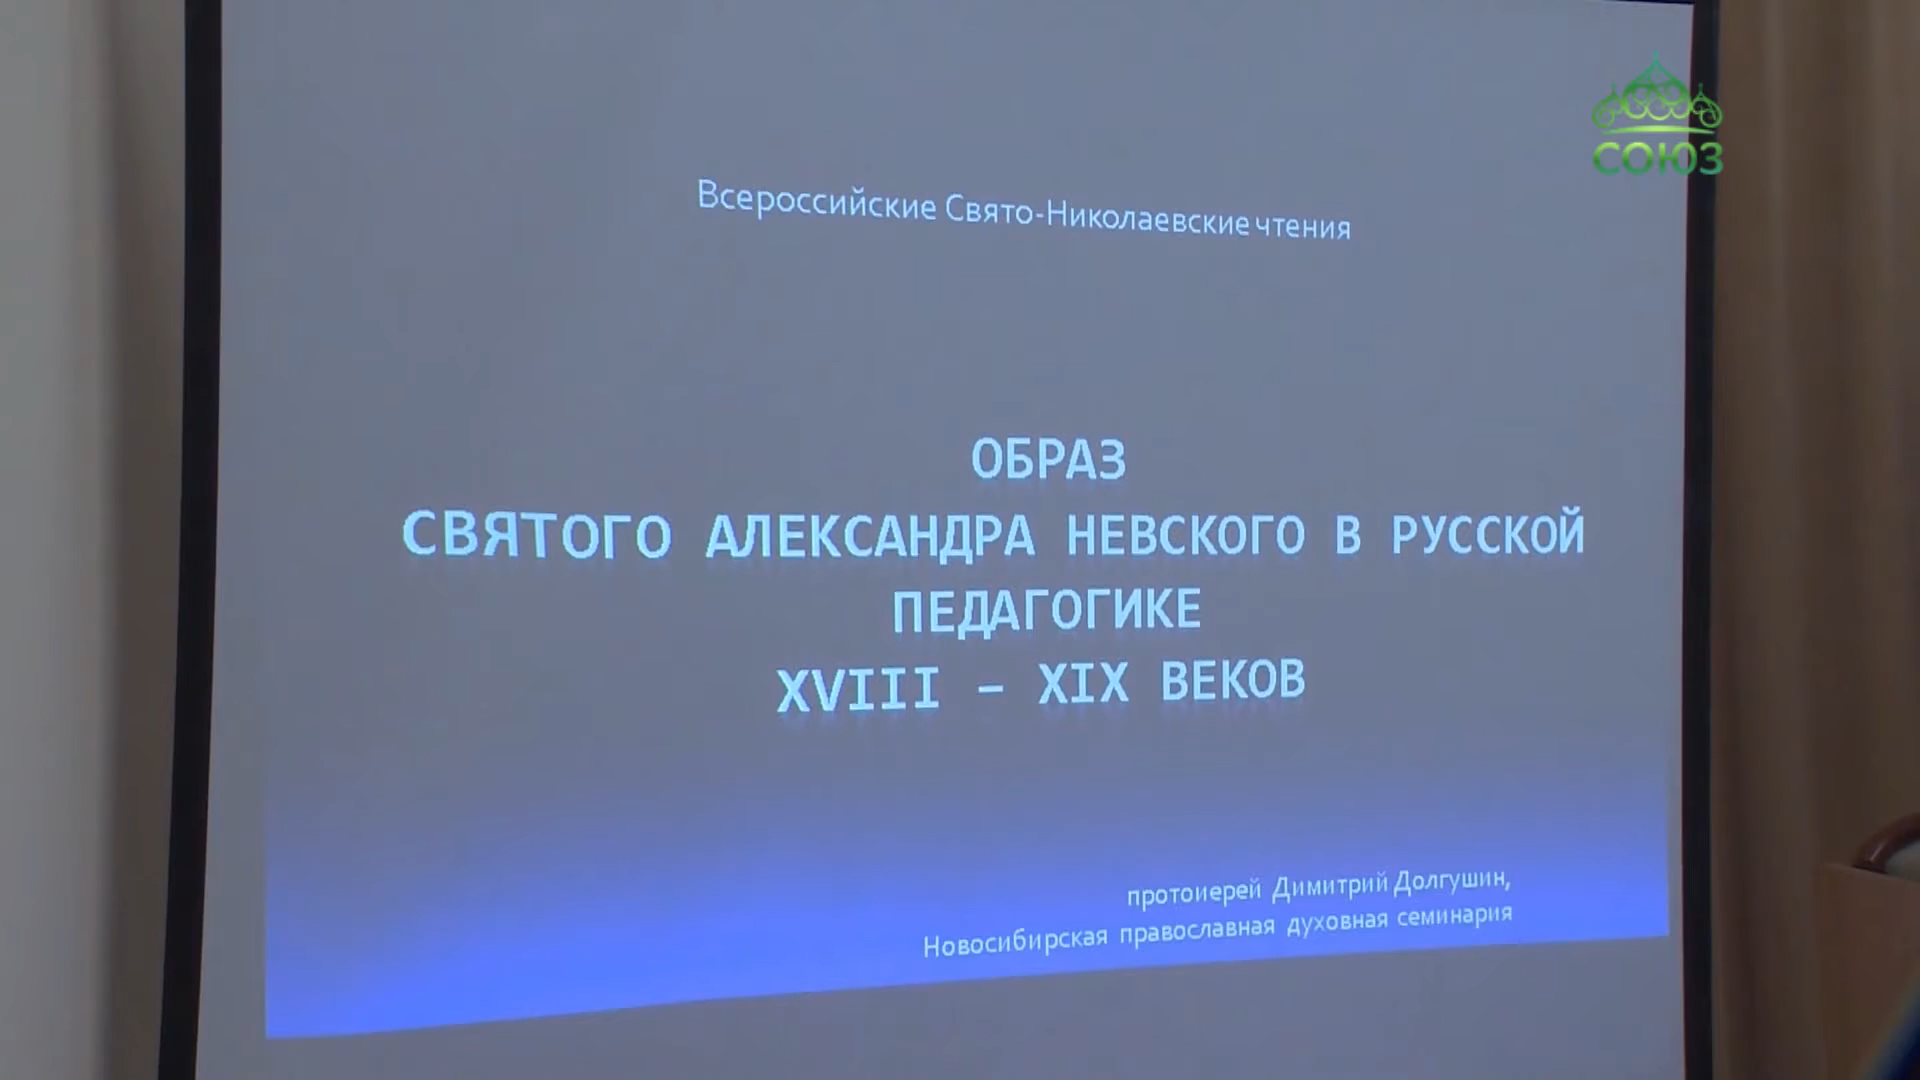 СОЮЗ
Всероссийские Свято-Николаевские чтения
ОБРАЗ
СВЯТОГО АЛЕКСАНДРА НЕВСКОГО В РУССКОЙ
ПЕДАГОГИКЕ
XVIII – XIX ВЕКОВ
протоиерей Димитрий Долгушин,
Новосибирская православная духовная семинария